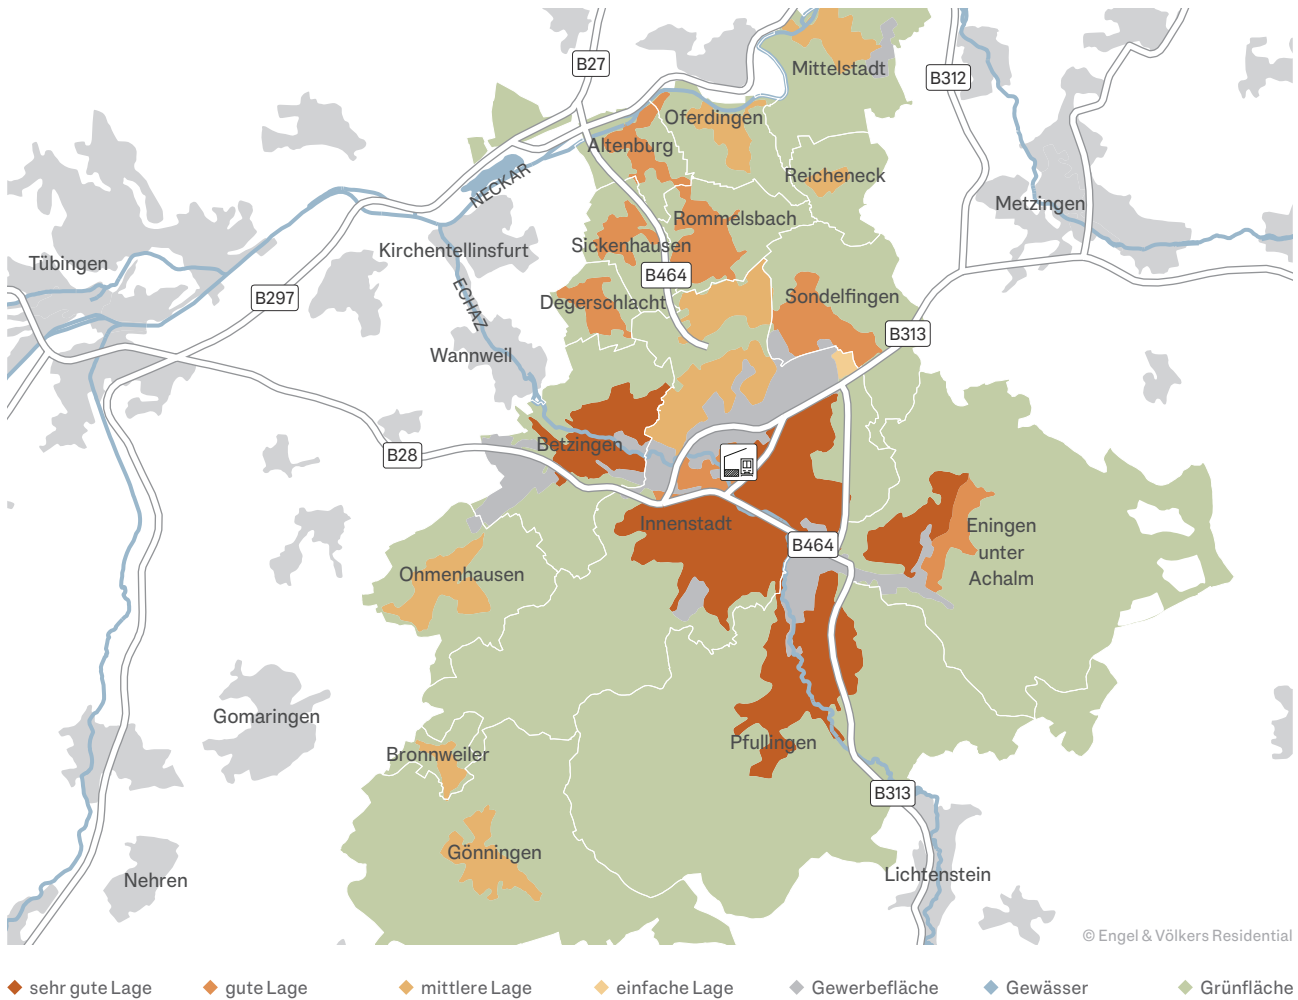 B27
Mittelstadt
B312
Oferdingen
Altenburg
Reicheneck
NECKAR
Metzingen
Rommelsbach
Sickenhausen
Kirchentellinsfurt
Tübingen
B464
B297
Degerschlacht
Sondelfingen
ECHAZ
B313
Wannweil
Betzingen
B28
Innenstadt
Eningen
unter
Achalm
B464
Ohmenhausen
Gomaringen
Pfullingen
Bronnweiler
B313
Gönningen
Lichtenstein
Nehren
© Engel & Völkers Residential
sehr gute Lage
gute Lage
mittlere Lage
einfache Lage
Gewerbefläche
Gewässer
Grünfläche